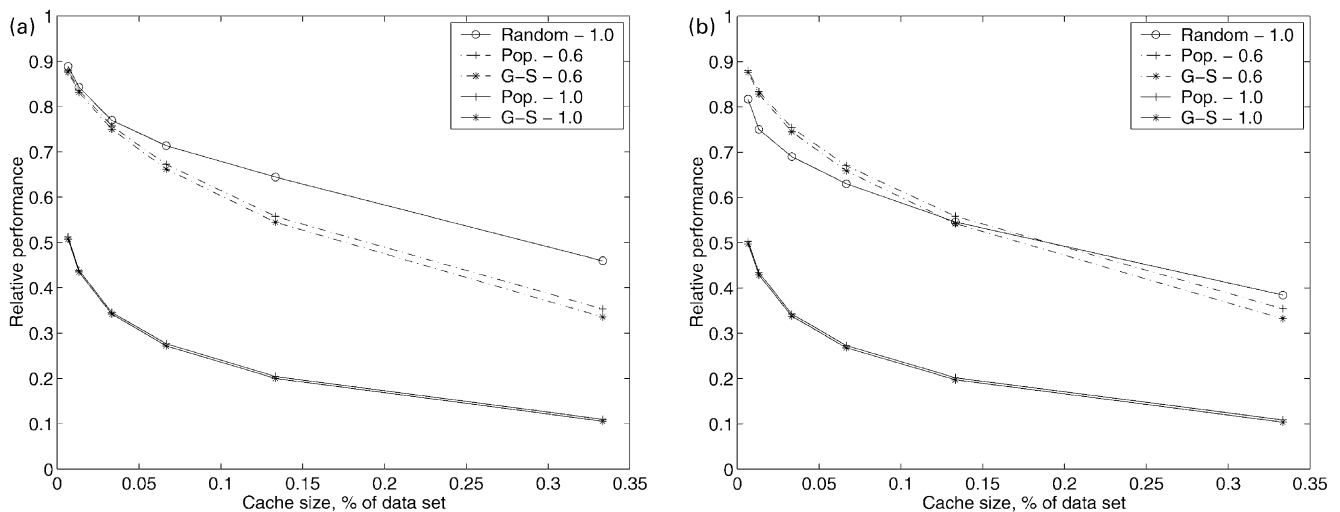 (a)
1
0.9
0.8
0.7
0.6
0.5
0.4
0.3
0.2
0.1
0
Relative performance
Random – 1.0
Pop. – 0.6
G–S – 0.6
Pop. – 1.0
G–S – 1.0
0 0.05 0.1 0.15 0.2 0.25 0.3 0.35
Cache size, % of data set
(b)
1
0.9
0.8
0.7
0.6
0.5
0.4
0.3
0.2
0.1
0
Relative performance
Random – 1.0
Pop. – 0.6
G–S – 0.6
Pop. – 1.0
G–S – 1.0
0 0.05 0.1 0.15 0.2 0.25 0.3 0.35
Cache size, % of data set